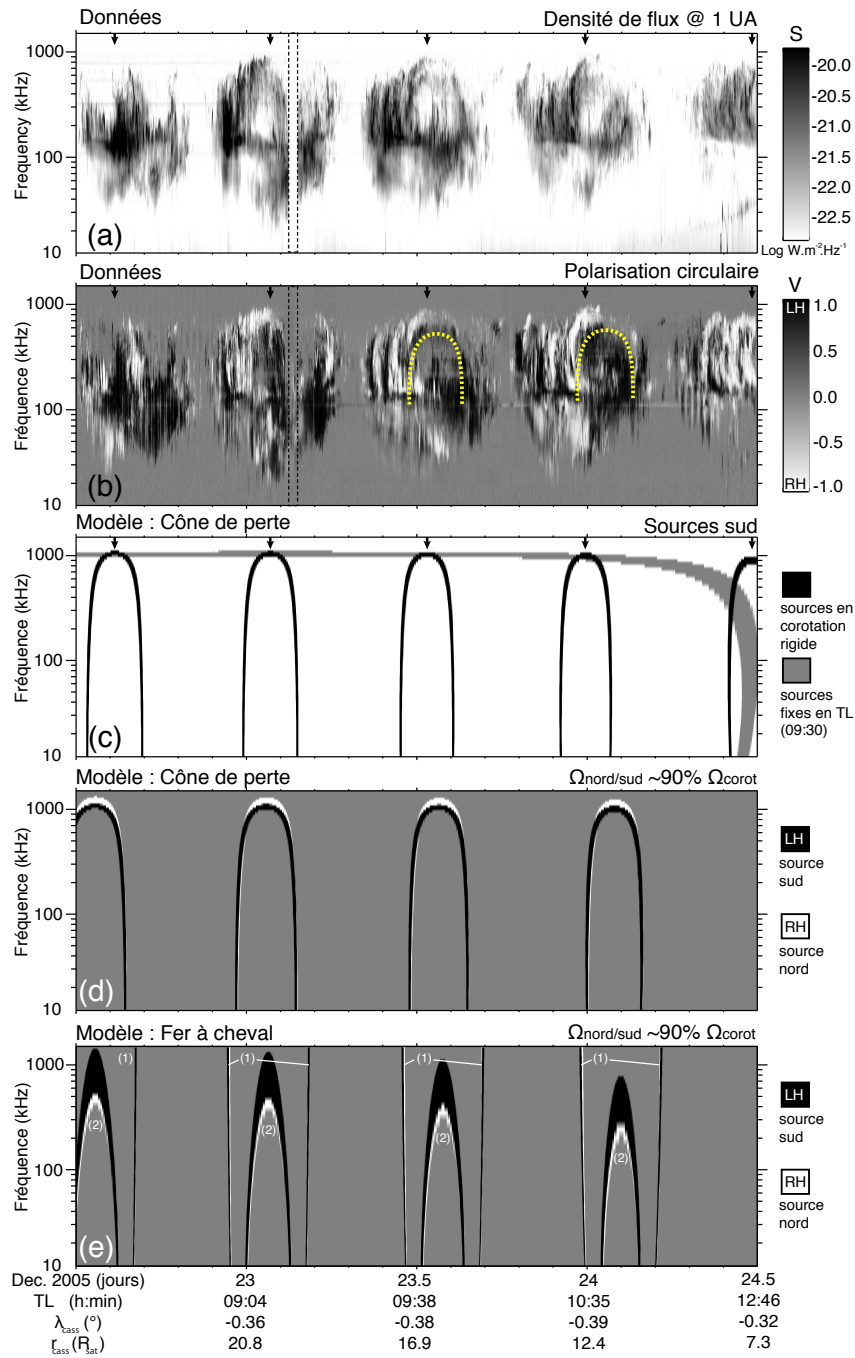 Données
Densité de flux @ 1 UA
Frequency (kHz)
1000
100
10
(a)
S
-20.0
-20.5
-21.0
-21.5
-22.0
-22.5
Log W.m⁻².Hz⁻¹
Données
Polarisation circulaire
Fréquence (kHz)
1000
100
10
(b)
V
LH
1.0
0.5
0.0
-0.5
-1.0
RH
Modèle : Cône de perte
Sources sud
Fréquence (kHz)
1000
100
10
(c)
sources en
corotation
rigide
sources
fixes en TL
(09:30)
Modèle : Cône de perte
Ωnord/sud ~90% Ωcorot
Fréquence (kHz)
1000
100
10
(d)
LH
source
sud
RH
source
nord
Modèle : Fer à cheval
Ωnord/sud ~90% Ωcorot
Fréquence (kHz)
1000
100
10
(1)
(1)
(1)
(1)
(2)
(2)
(2)
(2)
(e)
LH
source
sud
RH
source
nord
Dec. 2005 (jours) 23 23.5 24 24.5
TL (h:min) 09:04 09:38 10:35 12:46
λcass (°) -0.36 -0.38 -0.39 -0.32
rcass (Rsat) 20.8 16.9 12.4 7.3